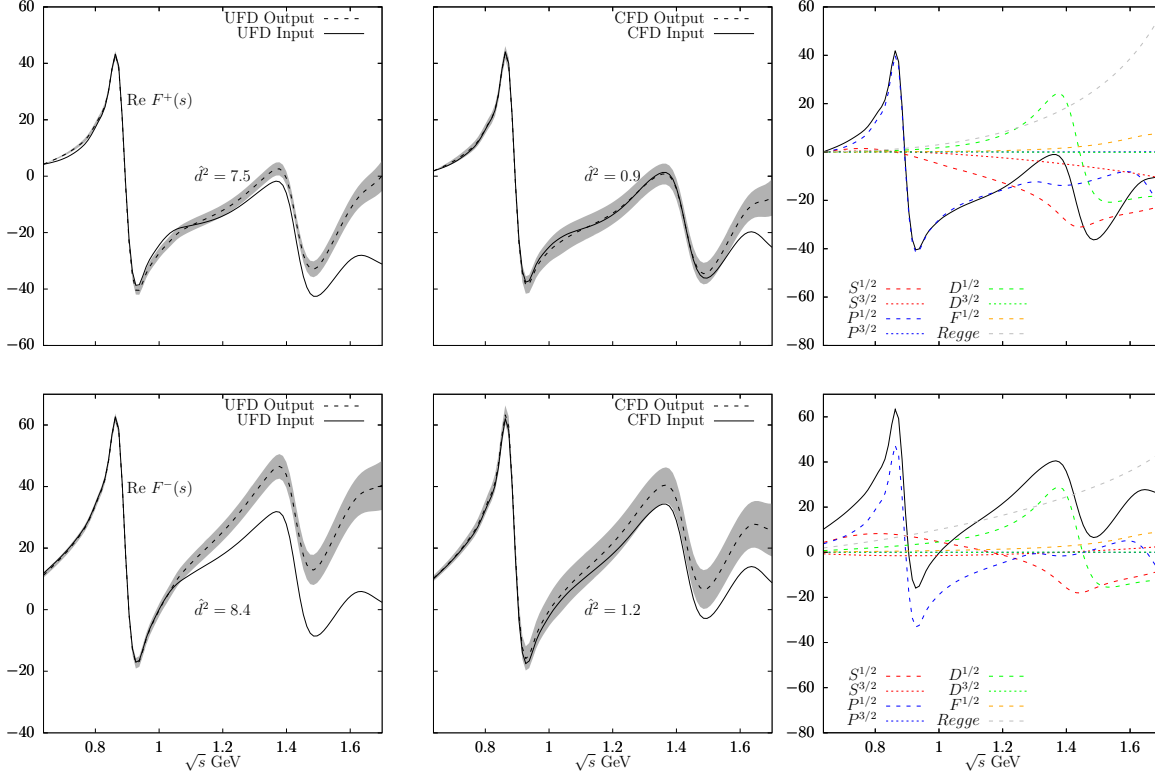 60
40
20
0
−20
−40
−60
UFD Output
UFD Input
Re F⁺(s)
d̂² = 7.5
CFD Output
CFD Input
d̂² = 0.9
60
40
20
0
−20
−40
−60
−80
S^{1/2}
S^{3/2}
P^{1/2}
P^{3/2}
D^{1/2}
D^{3/2}
F^{1/2}
Regge
60
40
20
0
−20
−40
0.8
1
1.2
1.4
1.6
√s GeV
UFD Output
UFD Input
Re F⁻(s)
d̂² = 8.4
CFD Output
CFD Input
d̂² = 1.2
0.8
1
1.2
1.4
1.6
√s GeV
60
40
20
0
−20
−40
−60
−80
S^{1/2}
S^{3/2}
P^{1/2}
P^{3/2}
D^{1/2}
D^{3/2}
F^{1/2}
Regge
0.8
1
1.2
1.4
1.6
√s GeV